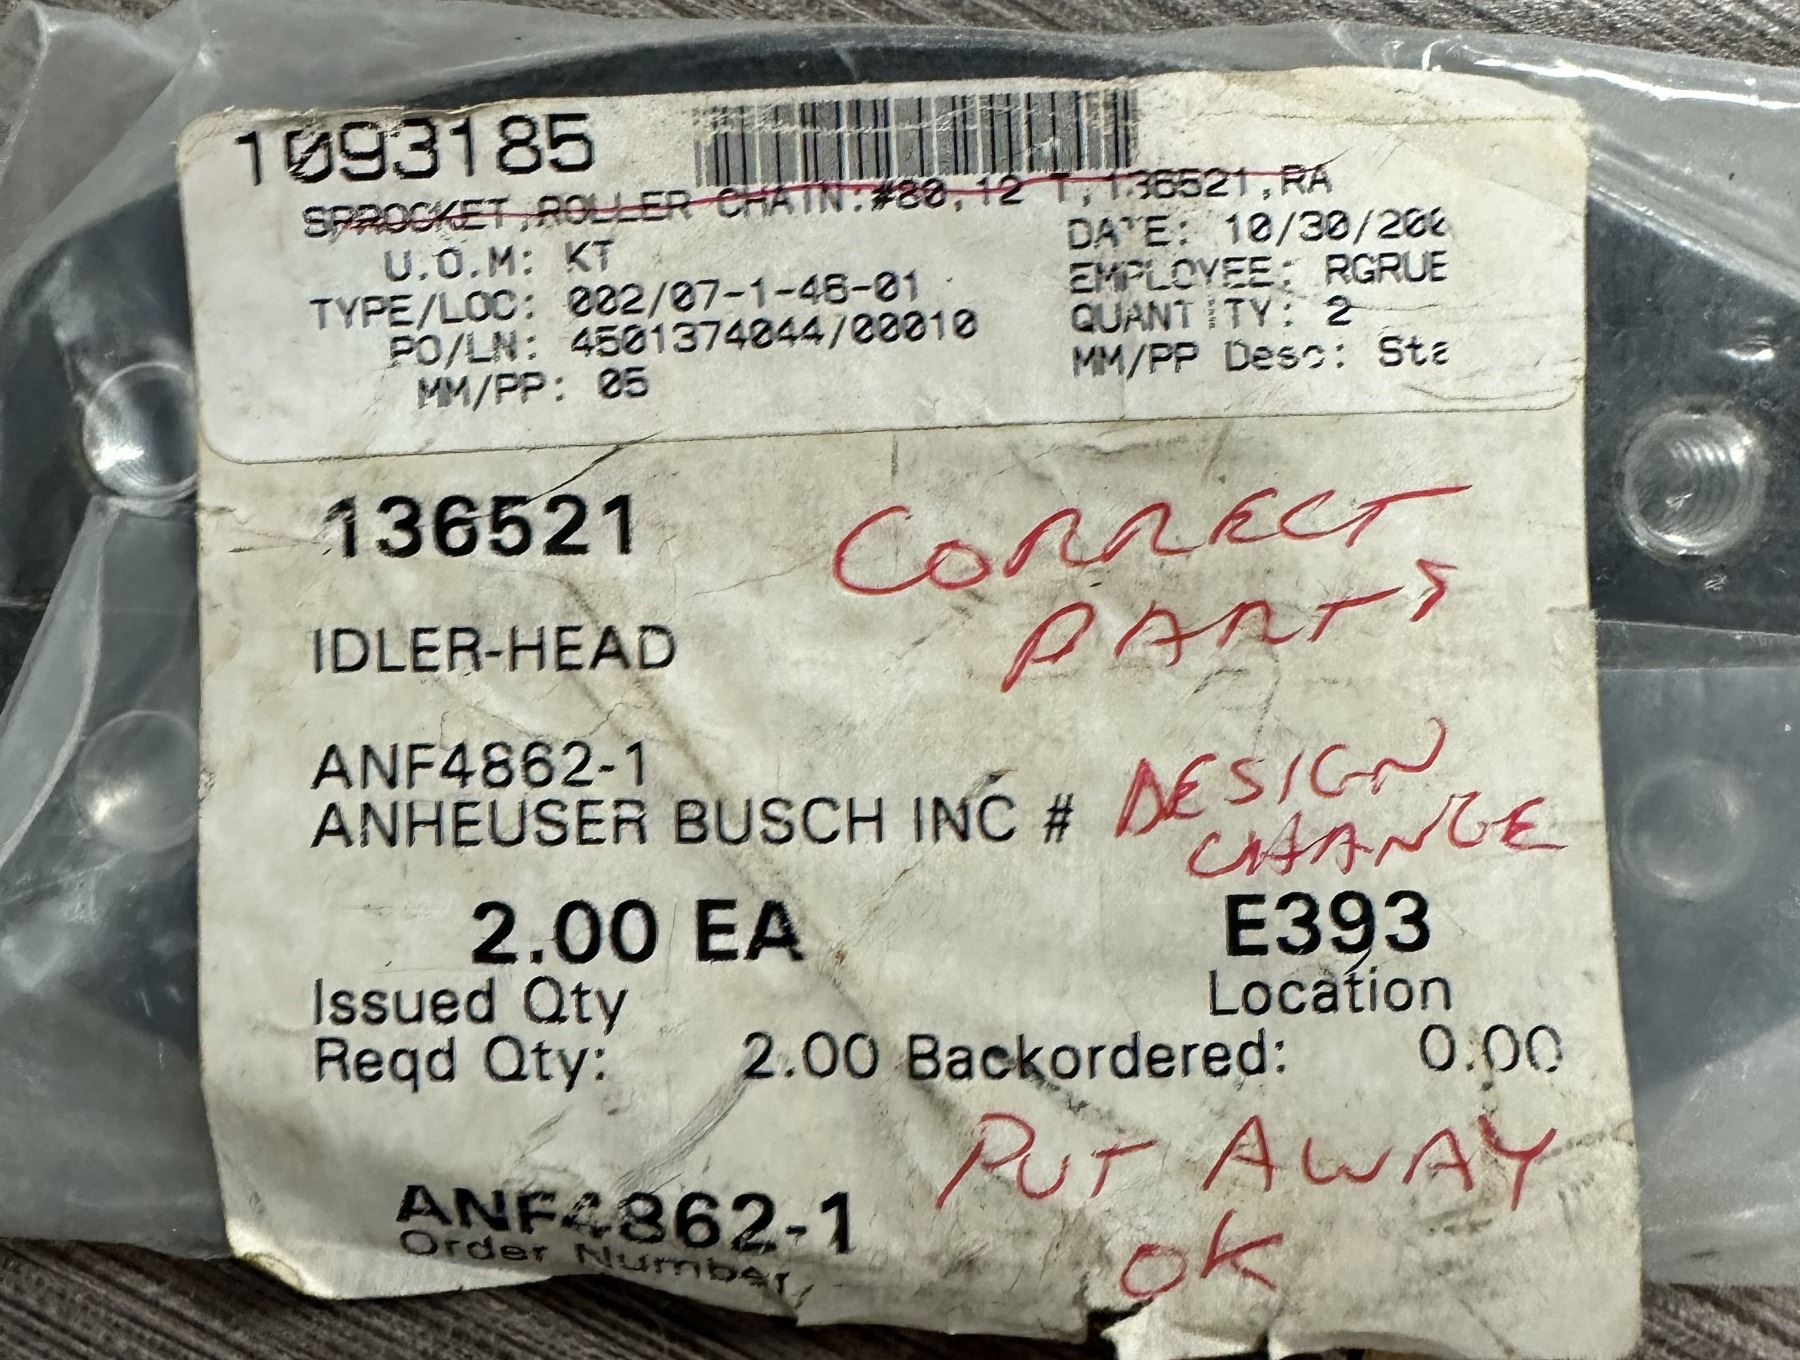 1093185
SPROCKET,ROLLER CHAIN:#80,12 T,136521,RA
U.O.M: KT
DATE: 10/30/200
TYPE/LOC: 002/07-1-46-01
EMPLOYEE: RGRUE
PO/LN: 4501374044/00010
QUANTITY: 2
MM/PP: 05
MM/PP Desc: Sta
136521
CORRECT
PARTS
IDLER-HEAD
ANF4862-1
DESIGN
ANHEUSER BUSCH INC #
CHANGE
2.00 EA
E393
Issued Qty
Location
Reqd Qty: 2.00 Backordered: 0.00
PUT AWAY
OK
ANF4862-1
Order Number